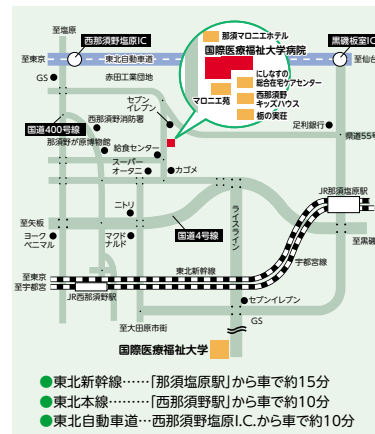 至塩原
西那須野塩原IC
那須マロニエホテル
黒磯板室IC
国際医療福祉大学病院
至東京
東北自動車道
至仙台
GS
赤田工業団地
にしなすの
総合在宅ケアセンター
マロニエ苑
西那須野
キッズハウス
栃の実荘
セブン
イレブン
国道400号線
西那須野消防署
足利銀行
県道55号
那須野が原博物館
給食センター
スーパー
オータニ
カゴメ
JR那須塩原駅
ニトリ
ライスライン
至矢板
国道4号線
ヨーク
ベニマル
マクド
ナルド
至黒磯
宇都宮線
東北新幹線
至東京
至宇都宮
JR西那須野駅
セブンイレブン
至大田原市街
GS
国際医療福祉大学
●東北新幹線……「那須塩原駅」から車で約15分
●東北本線………「西那須野駅」から車で約10分
●東北自動車道…西那須野塩原I.C.から車で約10分